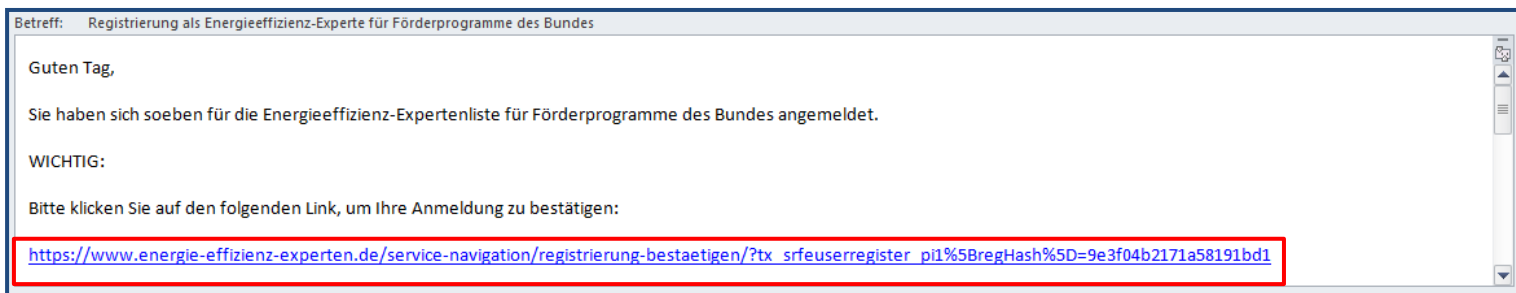 Betreff: Registrierung als Energieeffizienz-Experte für Förderprogramme des Bundes
Guten Tag,
Sie haben sich soeben für die Energieeffizienz-Expertenliste für Förderprogramme des Bundes angemeldet.
WICHTIG:
Bitte klicken Sie auf den folgenden Link, um Ihre Anmeldung zu bestätigen:
https://www.energie-effizienz-experten.de/service-navigation/registrierung-bestaetigen/?tx_srfeuserregister_pi1%5BregHash%5D=9e3f04b2171a58191bd1